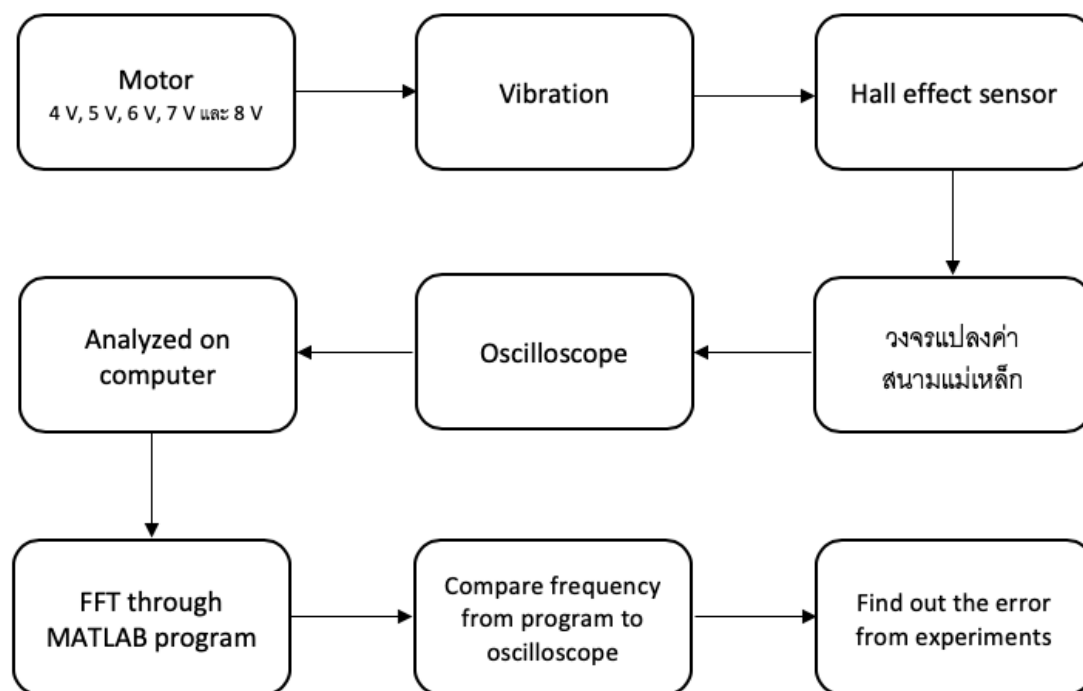 Motor
4 V, 5 V, 6 V, 7 V และ 8 V
Vibration
Hall effect sensor
วงจรแปลงค่า
สนามแม่เหล็ก
Oscilloscope
Analyzed on
computer
FFT through
MATLAB program
Compare frequency
from program to
oscilloscope
Find out the error
from experiments